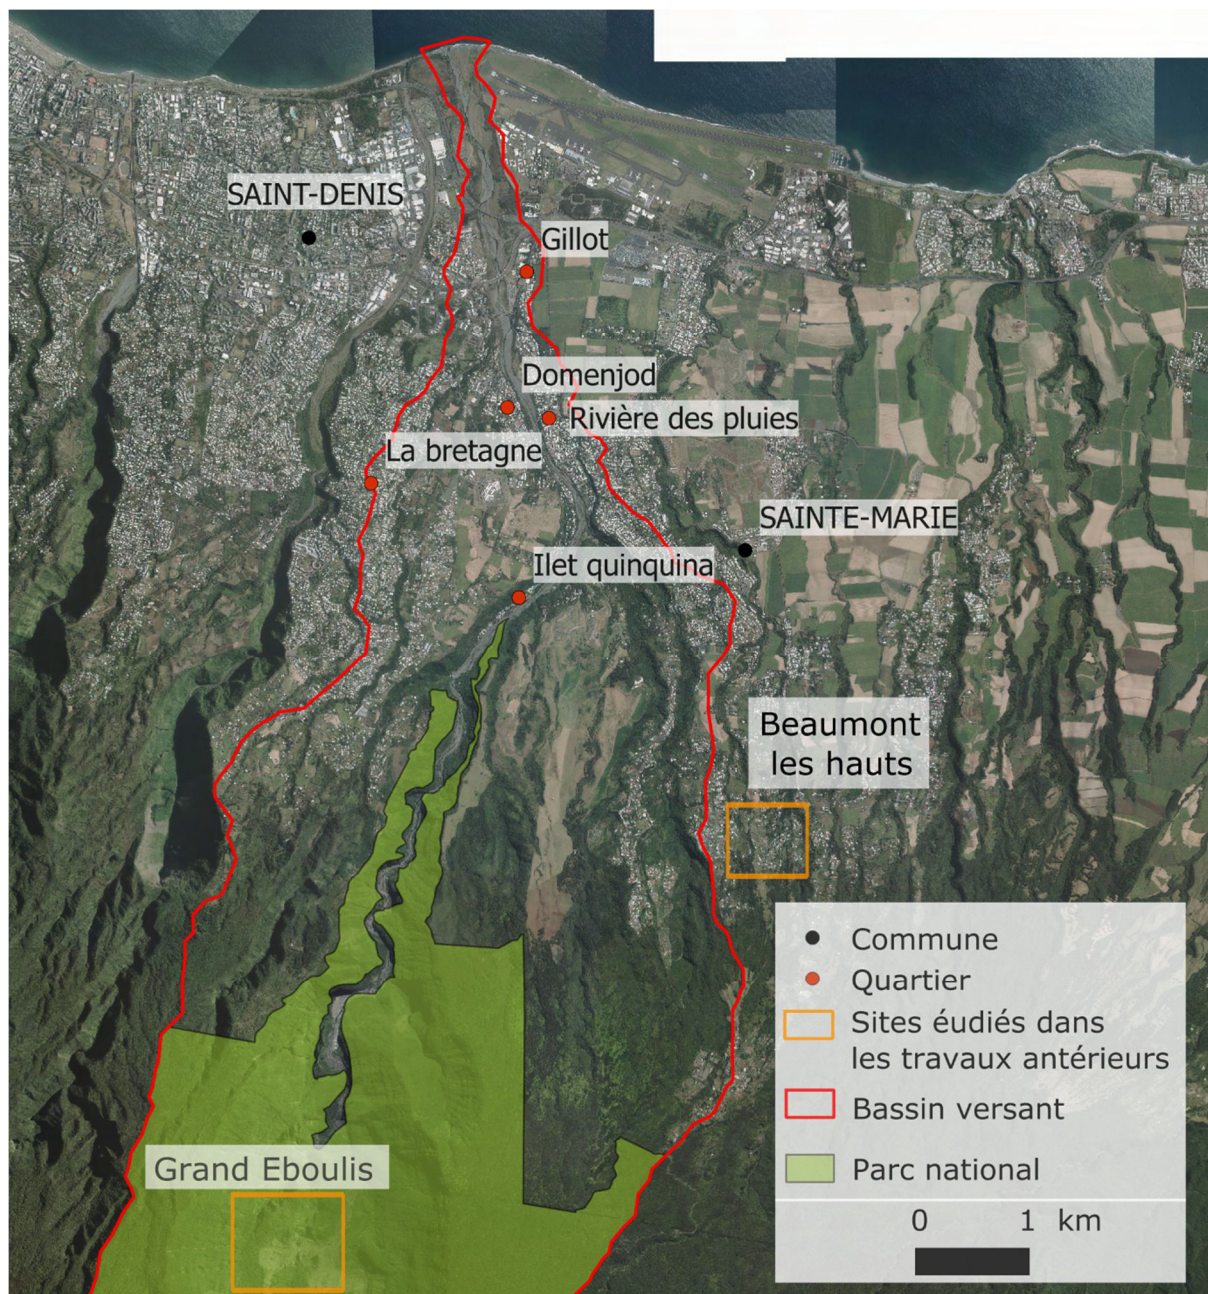 SAINT-DENIS
Gillot
Domenjod
Rivière des pluies
La bretagne
SAINTE-MARIE
Ilet quinquina
Beaumont
les hauts
Commune
Quartier
Sites éudiés dans
les travaux antérieurs
Bassin versant
Parc national
Grand Eboulis
0 1 km